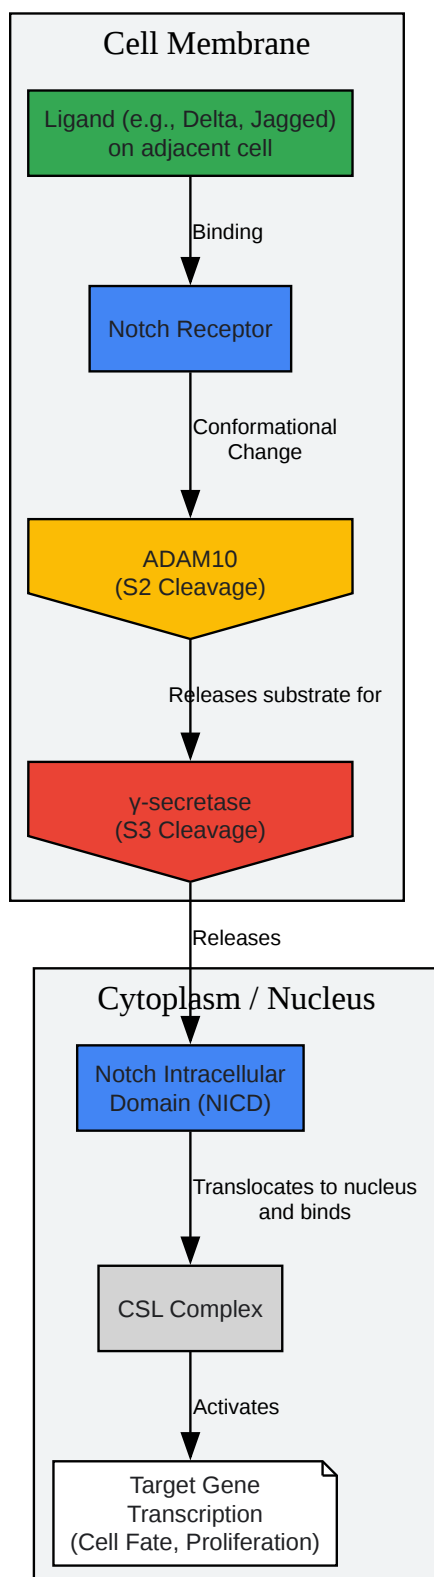 Cell Membrane
Ligand (e.g., Delta, Jagged)
on adjacent cell
Binding
Notch Receptor
Conformational
Change
ADAM10
(S2 Cleavage)
Releases substrate for
γ-secretase
(S3 Cleavage)
Releases
Cytoplasm / Nucleus
Notch Intracellular
Domain (NICD)
Translocates to nucleus
and binds
CSL Complex
Activates
Target Gene
Transcription
(Cell Fate, Proliferation)